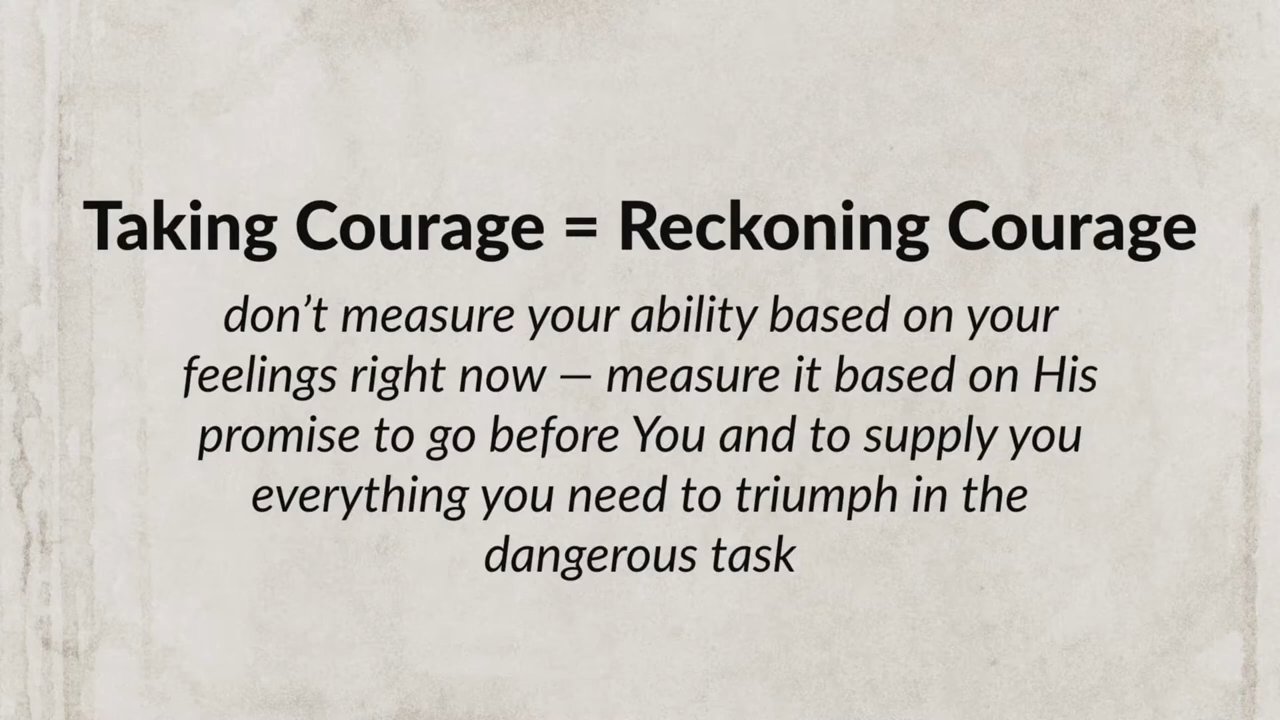 Taking Courage = Reckoning Courage
don’t measure your ability based on your
feelings right now — measure it based on His
promise to go before You and to supply you
everything you need to triumph in the
dangerous task